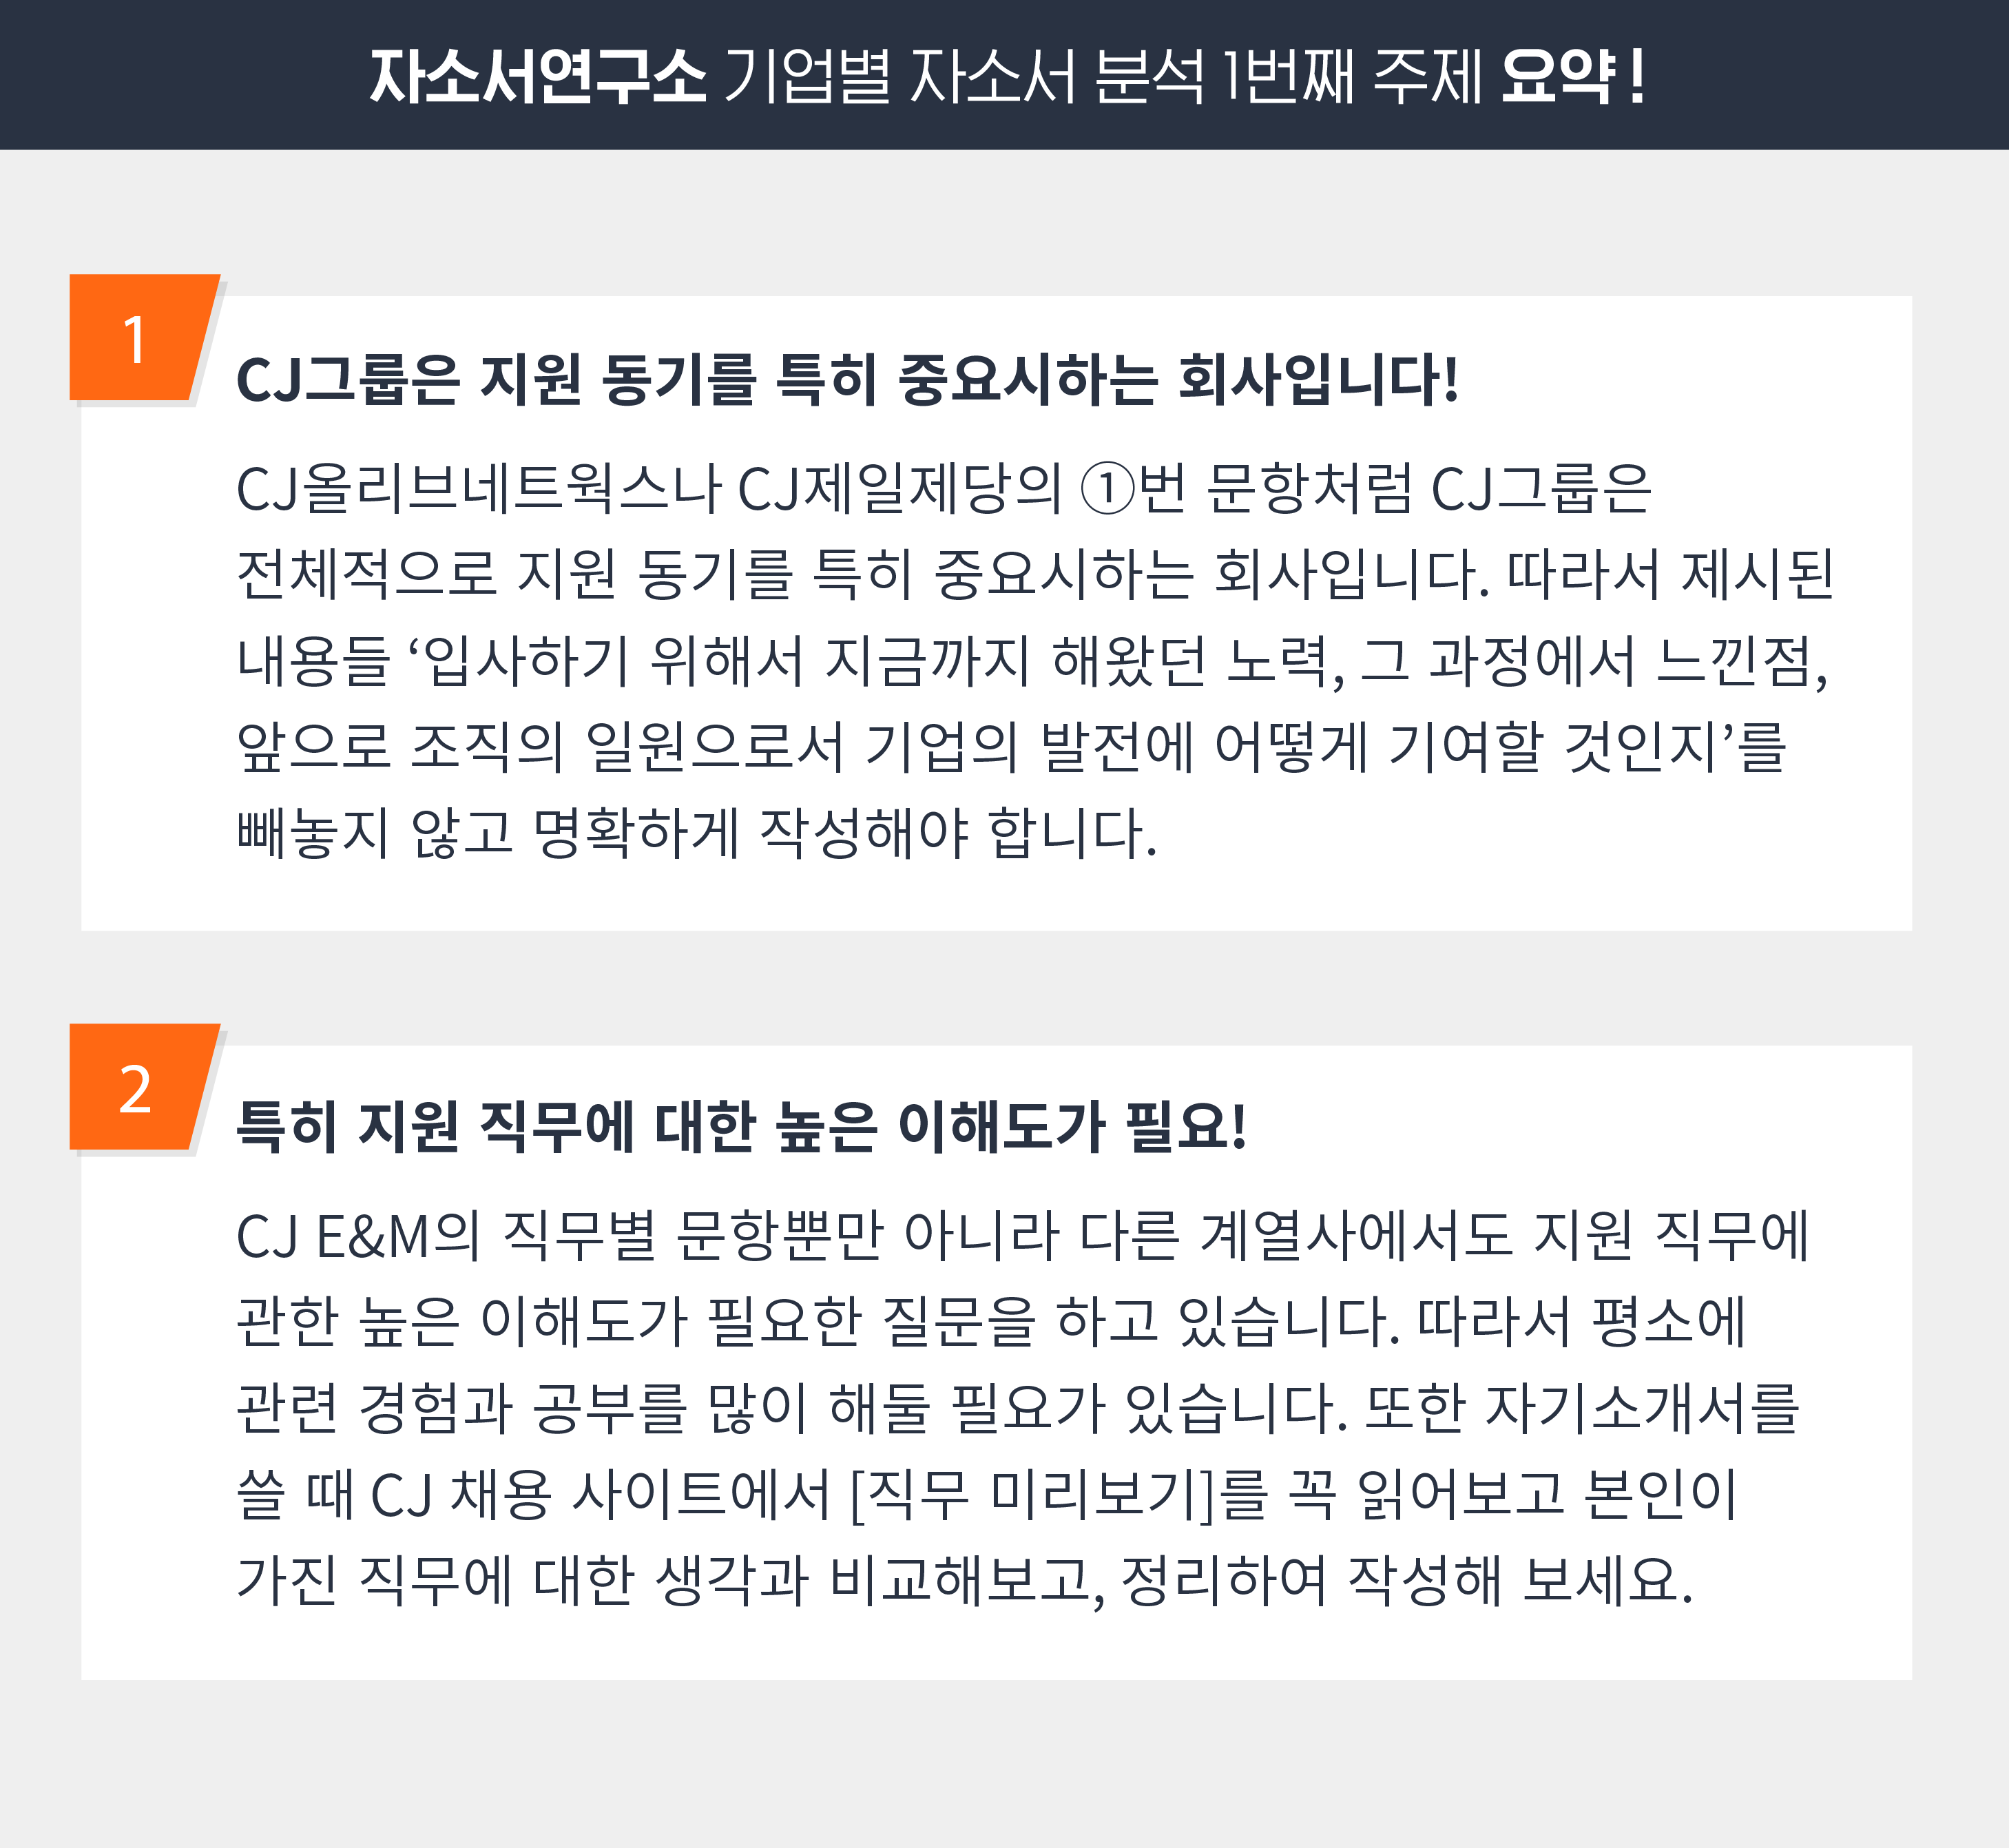 자소서연구소 기업별 자소서 분석 1번째 주제 요약!
1
CJ그룹은 지원 동기를 특히 중요시하는 회사입니다!
CJ올리브네트웍스나 CJ제일제당의 ①번 문항처럼 CJ그룹은
전체적으로 지원 동기를 특히 중요시하는 회사입니다. 따라서 제시된
내용들 ‘입사하기 위해서 지금까지 해왔던 노력, 그 과정에서 느낀점,
앞으로 조직의 일원으로서 기업의 발전에 어떻게 기여할 것인지’를
빼놓지 않고 명확하게 작성해야 합니다.
2
특히 지원 직무에 대한 높은 이해도가 필요!
CJ E&M의 직무별 문항뿐만 아니라 다른 계열사에서도 지원 직무에
관한 높은 이해도가 필요한 질문을 하고 있습니다. 따라서 평소에
관련 경험과 공부를 많이 해둘 필요가 있습니다. 또한 자기소개서를
쓸 때 CJ 채용 사이트에서 [직무 미리보기]를 꼭 읽어보고 본인이
가진 직무에 대한 생각과 비교해보고, 정리하여 작성해 보세요.